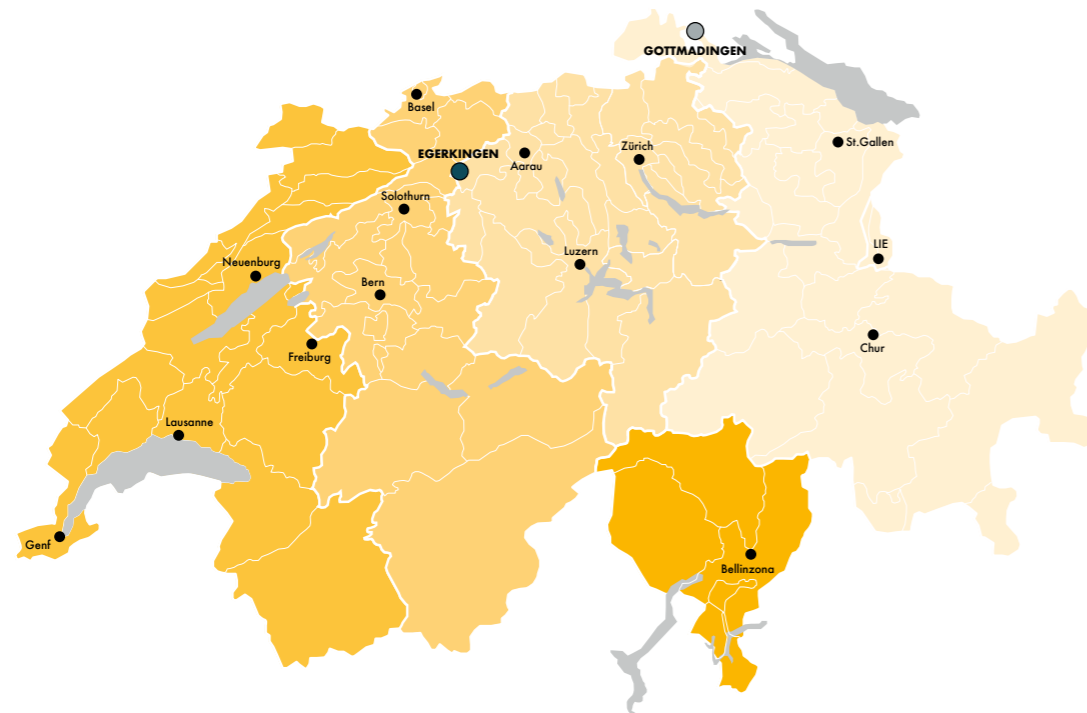 GOTTMADINGEN
Basel
St.Gallen
Zürich
EGERKINGEN
Aarau
Solothurn
LIE
Luzern
Neuenburg
Bern
Chur
Freiburg
Lausanne
Genf
Bellinzona